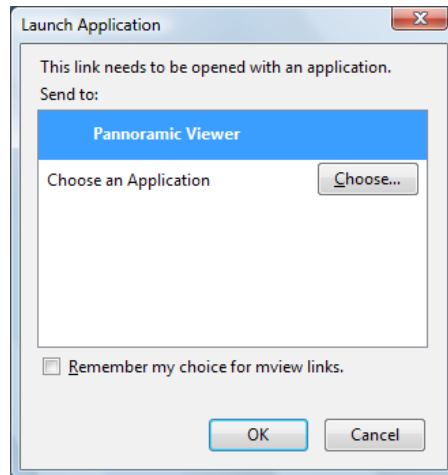 Launch Application
This link needs to be opened with an application.
Send to:
Pannoramic Viewer
Choose an Application
Choose...
Remember my choice for mview links.
OK
Cancel